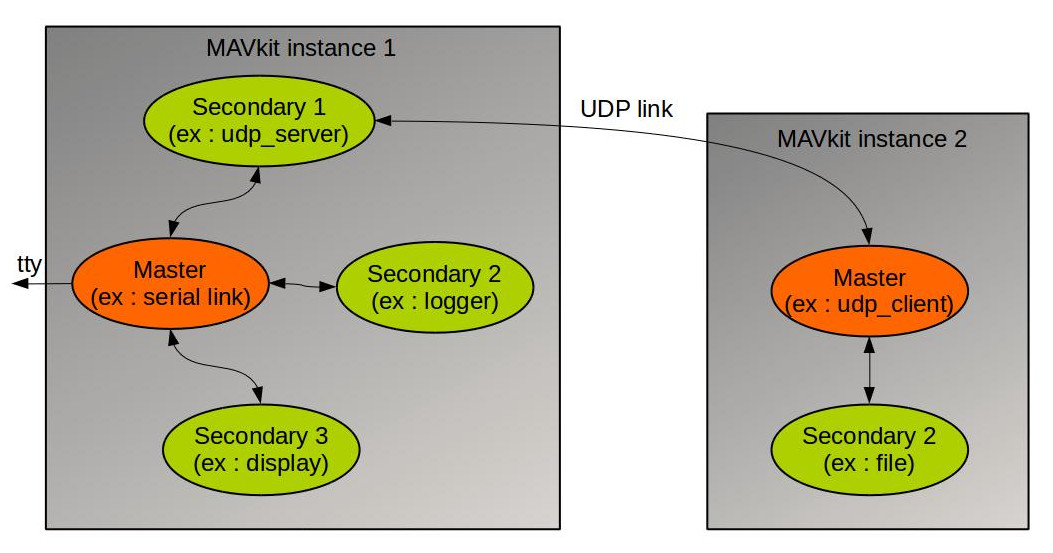 MAVkit instance 1
Secondary 1
(ex : udp_server)
UDP link
MAVkit instance 2
tty
Master
(ex : serial link)
Secondary 2
(ex : logger)
Master
(ex : udp_client)
Secondary 3
(ex : display)
Secondary 2
(ex : file)